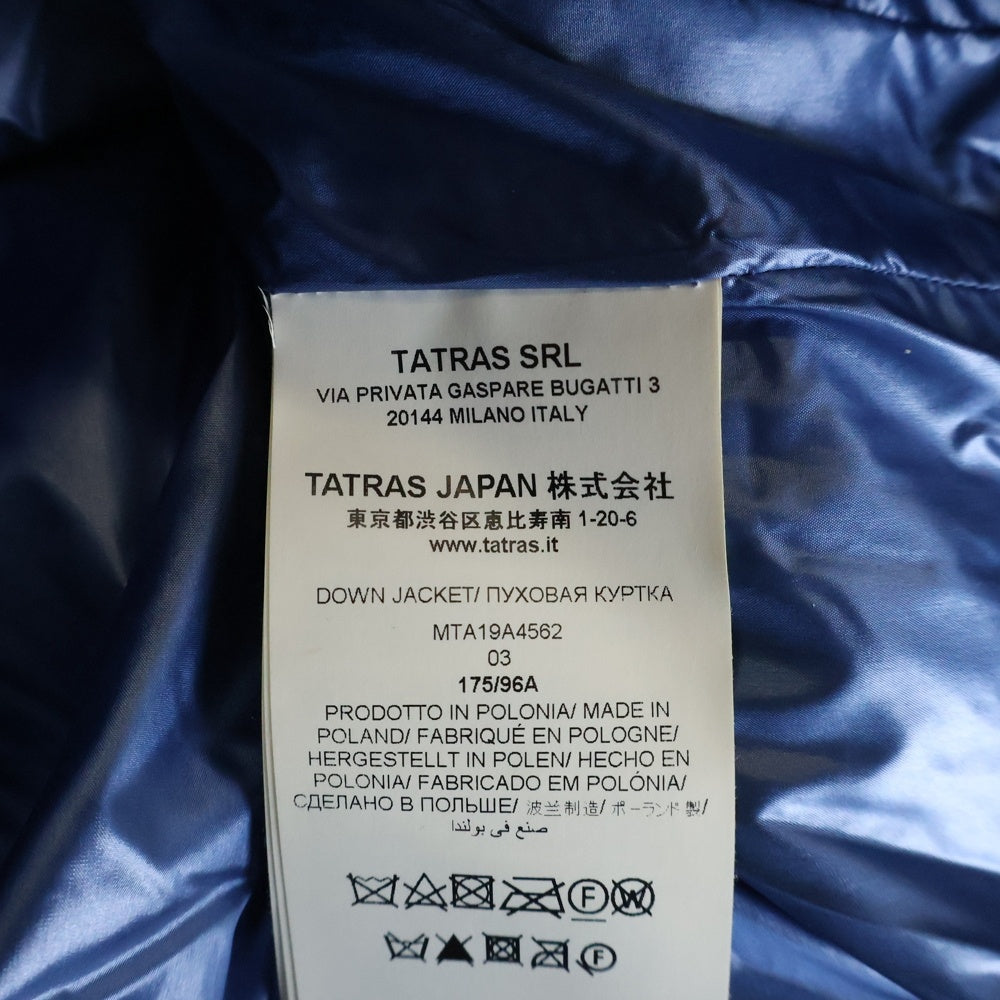 TATRAS SRL
VIA PRIVATA GASPARE BUGATTI 3
20144 MILANO ITALY
TATRAS JAPAN 株式会社
東京都渋谷区恵比寿南 1-20-6
www.tatras.it
DOWN JACKET/ ПУХОВАЯ КУРТКА
MTA19A4562
03
175/96A
PRODOTTO IN POLONIA/ MADE IN
POLAND/ FABRIQUÉ EN POLOGNE/
HERGESTELLT IN POLEN/ HECHO EN
POLONIA/ FABRICADO EM POLÓNIA/
СДЕЛАНО В ПОЛЬШЕ/ 波兰制造/ ポーランド製/
صنع في بولندا
F W
F